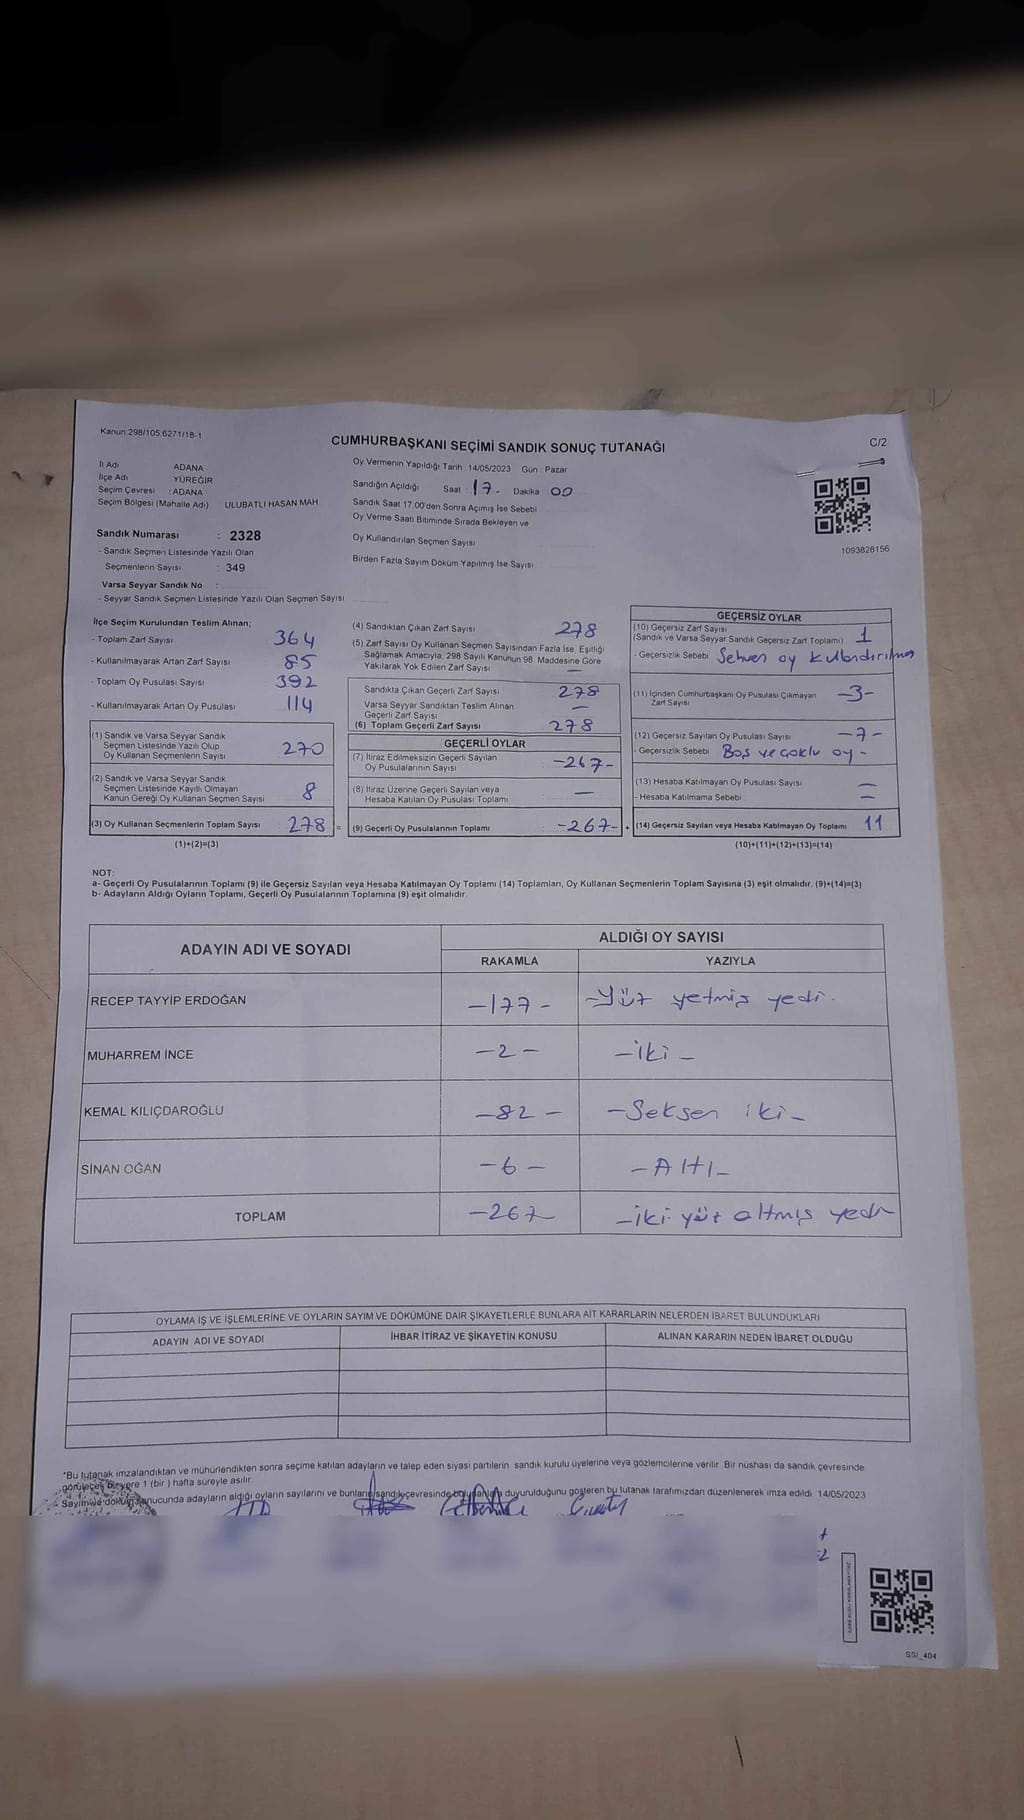 Kanun:298/105,6271/18-1
CUMHURBAŞKANI SEÇİMİ SANDIK SONUÇ TUTANAĞI
C/2
İl Adı ADANA
İlçe Adı : YÜREĞİR
Seçim Çevresi : ADANA
Seçim Bölgesi (Mahalle Adı) ULUBATLI HASAN MAH.
Oy Vermenin Yapıldığı Tarih : 14/05/2023 Gün : Pazar
Sandığın Açıldığı Saat : 17. Dakika 00
Sandık Saat 17.00'den Sonra Açımış İse Sebebi
Oy Verme Saati Bitiminde Sırada Bekleyen ve
Oy Kullandırılan Seçmen Sayısı
Birden Fazla Sayım Döküm Yapılmış İse Sayısı
1093828156
Sandık Numarası : 2328
- Sandık Seçmen Listesinde Yazılı Olan
Seçmenlerin Sayısı : 349
Varsa Seyyar Sandık No :
- Seyyar Sandık Seçmen Listesinde Yazılı Olan Seçmen Sayısı
İlçe Seçim Kurulundan Teslim Alınan;
- Toplam Zarf Sayısı 364
- Kullanılmayarak Artan Zarf Sayısı 85
- Toplam Oy Pusulası Sayısı 392
- Kullanılmayarak Artan Oy Pusulası 114
(1) Sandık ve Varsa Seyyar Sandık
Seçmen Listesinde Yazılı Olup
Oy Kullanan Seçmenlerin Sayısı 270
(2) Sandık ve Varsa Seyyar Sandık
Seçmen Listesinde Kayıtlı Olmayan
Kanun Gereği Oy Kullanan Seçmen Sayısı 8
(3) Oy Kullanan Seçmenlerin Toplam Sayısı 278 =
(1)+(2)=(3)
(4) Sandıktan Çıkan Zarf Sayısı 278
(5) Zarf Sayısı Oy Kullanan Seçmen Sayısından Fazla İse, Eşitliği
Sağlamak Amacıyla, 298 Sayılı Kanunun 98. Maddesine Göre
Yakılarak Yok Edilen Zarf Sayısı —
Sandıkta Çıkan Geçerli Zarf Sayısı 278
Varsa Seyyar Sandıktan Teslim Alınan
Geçerli Zarf Sayısı —
(6) Toplam Geçerli Zarf Sayısı 278
GEÇERLİ OYLAR
(7) İtiraz Edilmeksizin Geçerli Sayılan
Oy Pusulalarının Sayısı -267-
(8) İtiraz Üzerine Geçerli Sayılan veya
Hesaba Katılan Oy Pusulası Toplamı —
(9) Geçerli Oy Pusulalarının Toplamı -267- +
GEÇERSİZ OYLAR
(10) Geçersiz Zarf Sayısı
(Sandık ve Varsa Seyyar Sandık Geçersiz Zarf Toplamı) 1
- Geçersizlik Sebebi Sehven oy kullandırılmış
(11) İçinden Cumhurbaşkanı Oy Pusulası Çıkmayan
Zarf Sayısı -3-
(12) Geçersiz Sayılan Oy Pusulası Sayısı -7-
- Geçersizlik Sebebi Boş ve çoklu oy -
(13) Hesaba Katılmayan Oy Pusulası Sayısı —
- Hesaba Katılmama Sebebi —
(14) Geçersiz Sayılan veya Hesaba Katılmayan Oy Toplamı 11
(10)+(11)+(12)+(13)=(14)
NOT:
a- Geçerli Oy Pusulalarının Toplamı (9) ile Geçersiz Sayılan veya Hesaba Katılmayan Oy Toplamı (14) Toplamları, Oy Kullanan Seçmenlerin Toplam Sayısına (3) eşit olmalıdır. (9)+(14)=(3)
b- Adayların Aldığı Oyların Toplamı, Geçerli Oy Pusulalarının Toplamına (9) eşit olmalıdır.
ADAYIN ADI VE SOYADI
ALDIĞI OY SAYISI
RAKAMLA YAZIYLA
RECEP TAYYİP ERDOĞAN -177- -Yüz yetmiş yedi.
MUHARREM İNCE -2- -iki-
KEMAL KILIÇDAROĞLU -82- -Seksen iki-
SİNAN OĞAN -6- -Altı-
TOPLAM -267 -iki yüz altmış yedi
OYLAMA İŞ VE İŞLEMLERİNE VE OYLARIN SAYIM VE DÖKÜMÜNE DAİR ŞİKAYETLERLE BUNLARA AİT KARARLARIN NELERDEN İBARET BULUNDUKLARI
ADAYIN ADI VE SOYADI İHBAR İTİRAZ VE ŞİKAYETİN KONUSU ALINAN KARARIN NEDEN İBARET OLDUĞU
*Bu tutanak imzalandıktan ve mühürlendikten sonra seçime katılan adayların ve talep eden siyasi partilerin sandık kurulu üyelerine veya gözlemcilerine verilir. Bir nüshası da sandık çevresinde
görülecek bir yere 1 (bir) hafta süreyle asılır.
- Sayım ve döküm sonucunda adayların aldığı oyların sayılarını ve bunların sandık çevresinde duyurulduğunu gösteren bu tutanak tarafımızdan düzenlenerek imza edildi. 14/05/2023
SSI_404